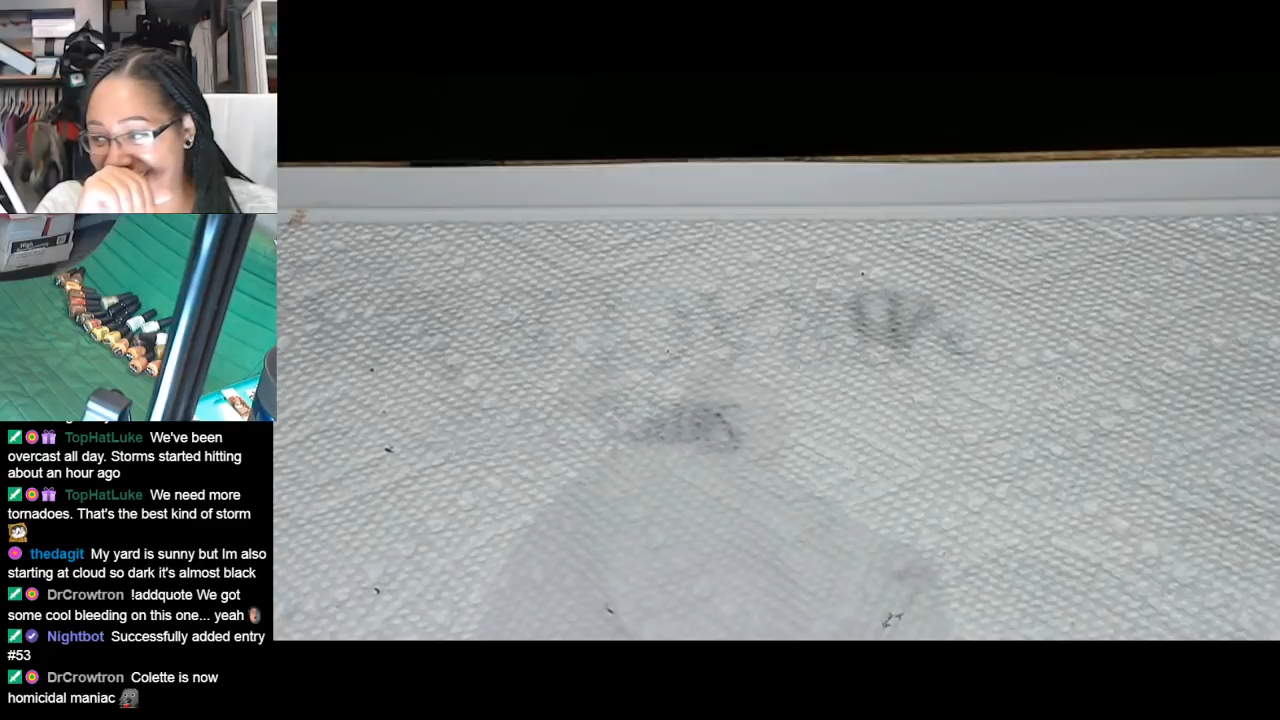 TopHatLuke We've been
overcast all day. Storms started hitting
about an hour ago
TopHatLuke We need more
tornadoes. That's the best kind of storm
thedagit My yard is sunny but Im also
starting at cloud so dark it's almost black
DrCrowtron !addquote We got
some cool bleeding on this one... yeah
Nightbot Successfully added entry
#53
DrCrowtron Colette is now
homicidal maniac